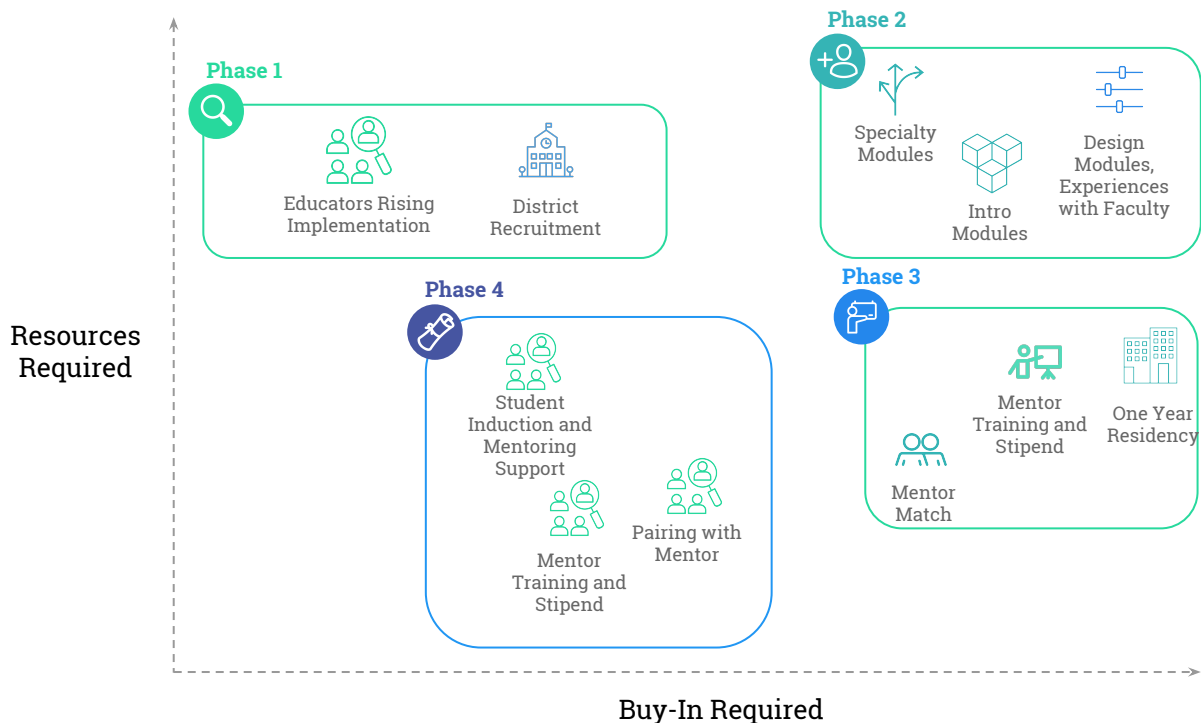 Phase 1
Educators Rising
Implementation
District
Recruitment
Phase 2
Specialty
Modules
Intro
Modules
Design
Modules,
Experiences
with Faculty
Phase 3
Mentor
Match
Mentor
Training and
Stipend
One Year
Residency
Phase 4
Student
Induction and
Mentoring
Support
Mentor
Training and
Stipend
Pairing with
Mentor
Resources
Required
Buy-In Required